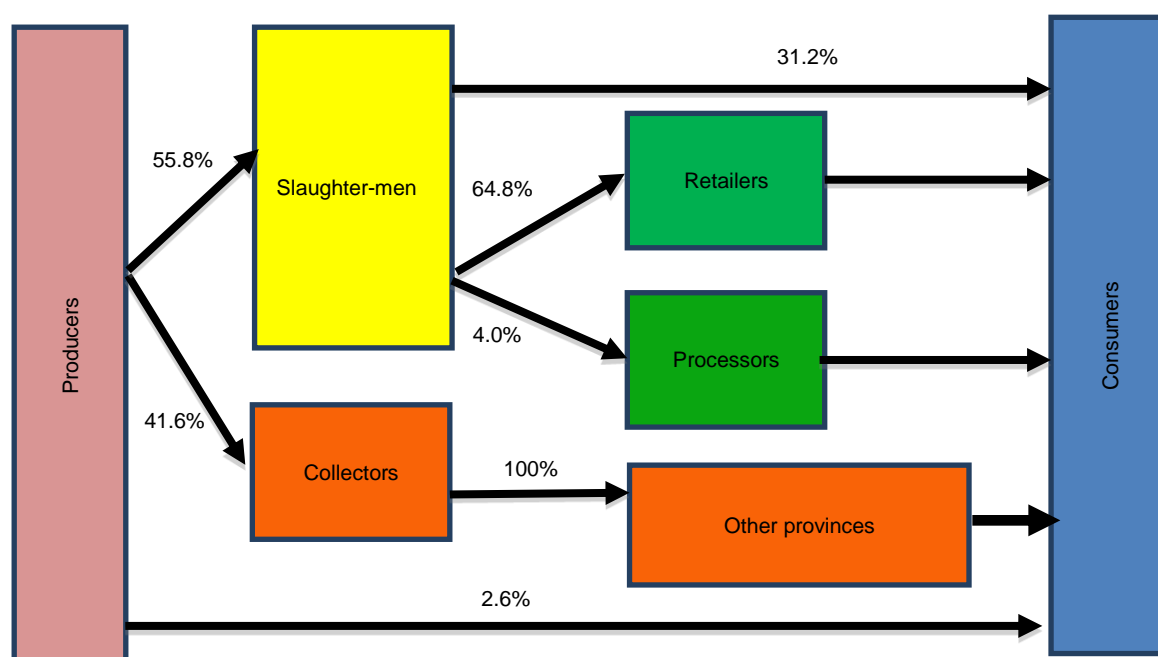 31.2%
55.8%
Slaughter-men
64.8%
Retailers
Producers
Consumers
4.0%
Processors
41.6%
Collectors
100%
Other provinces
2.6%